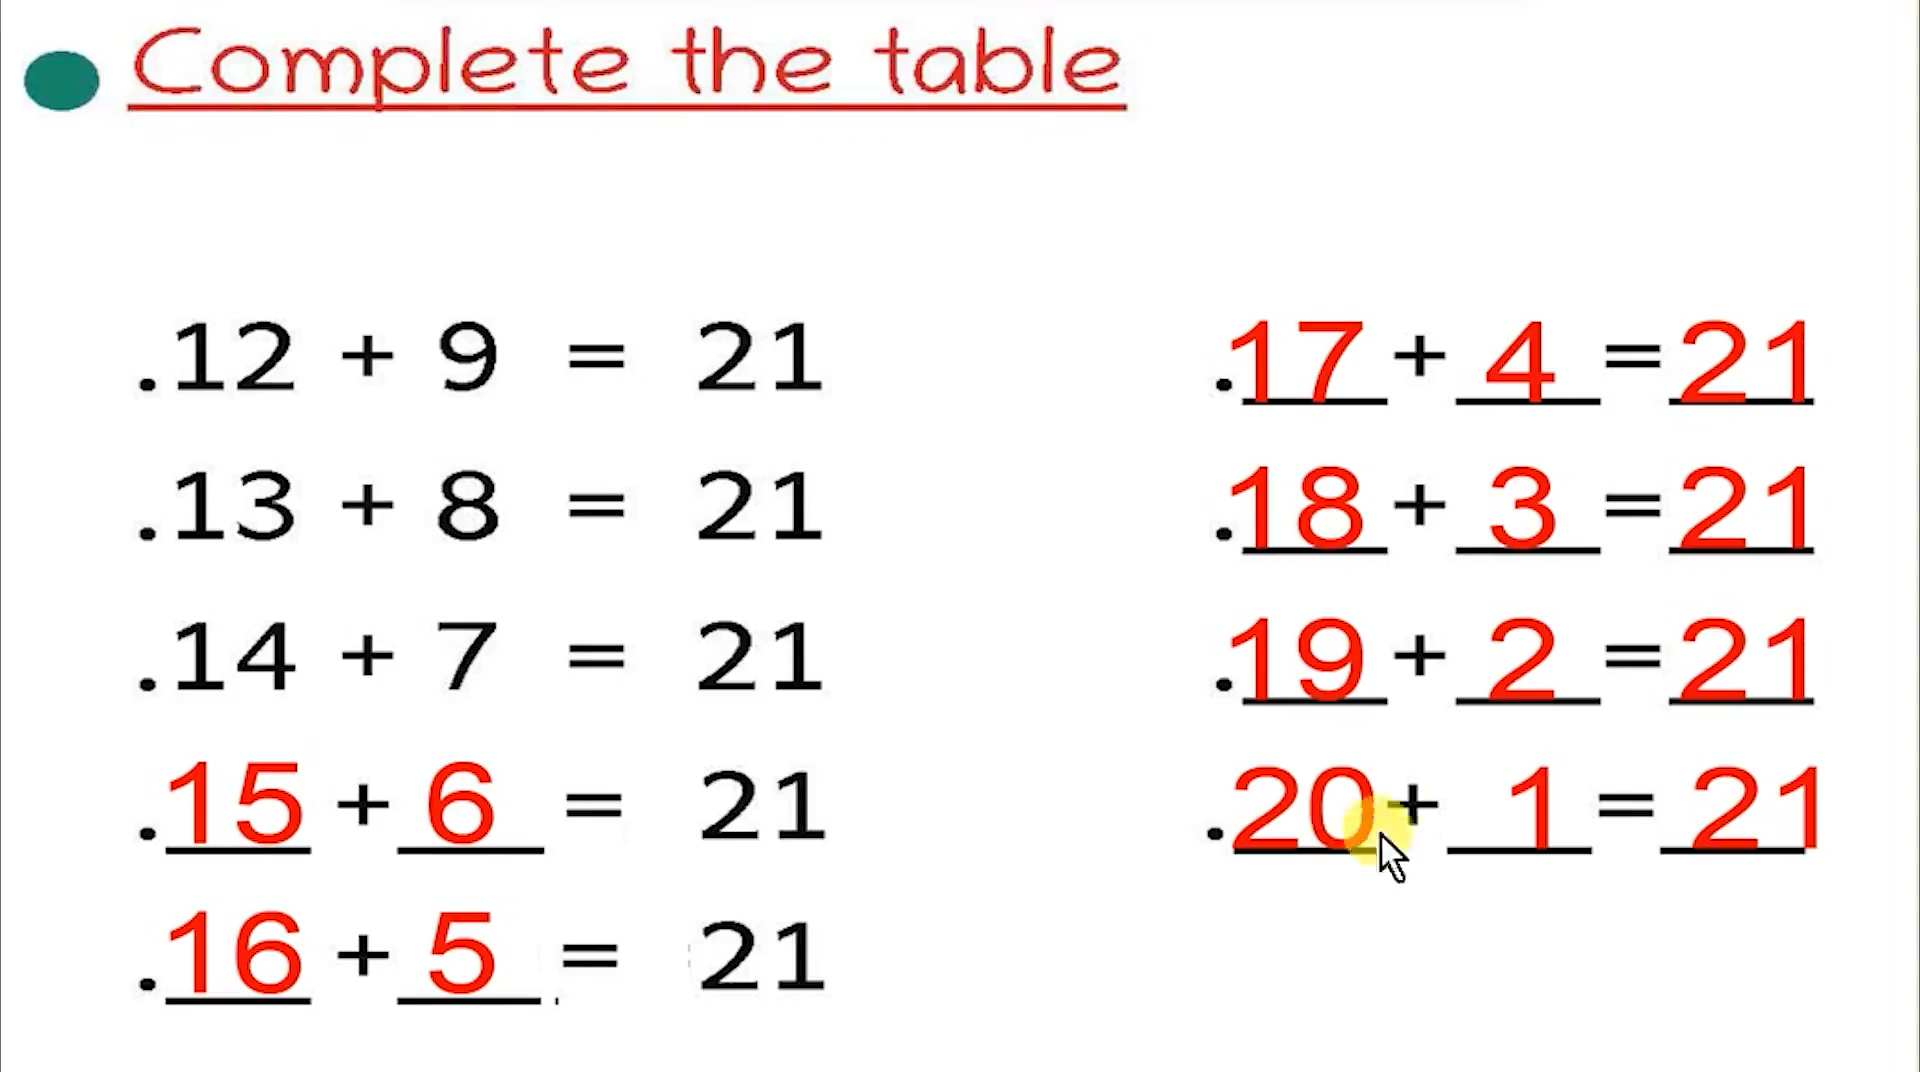 Complete the table
.12 + 9 = 21
.13 + 8 = 21
.14 + 7 = 21
.15 + 6 = 21
.16 + 5 = 21
.17 + 4 = 21
.18 + 3 = 21
.19 + 2 = 21
.20 + 1 = 21